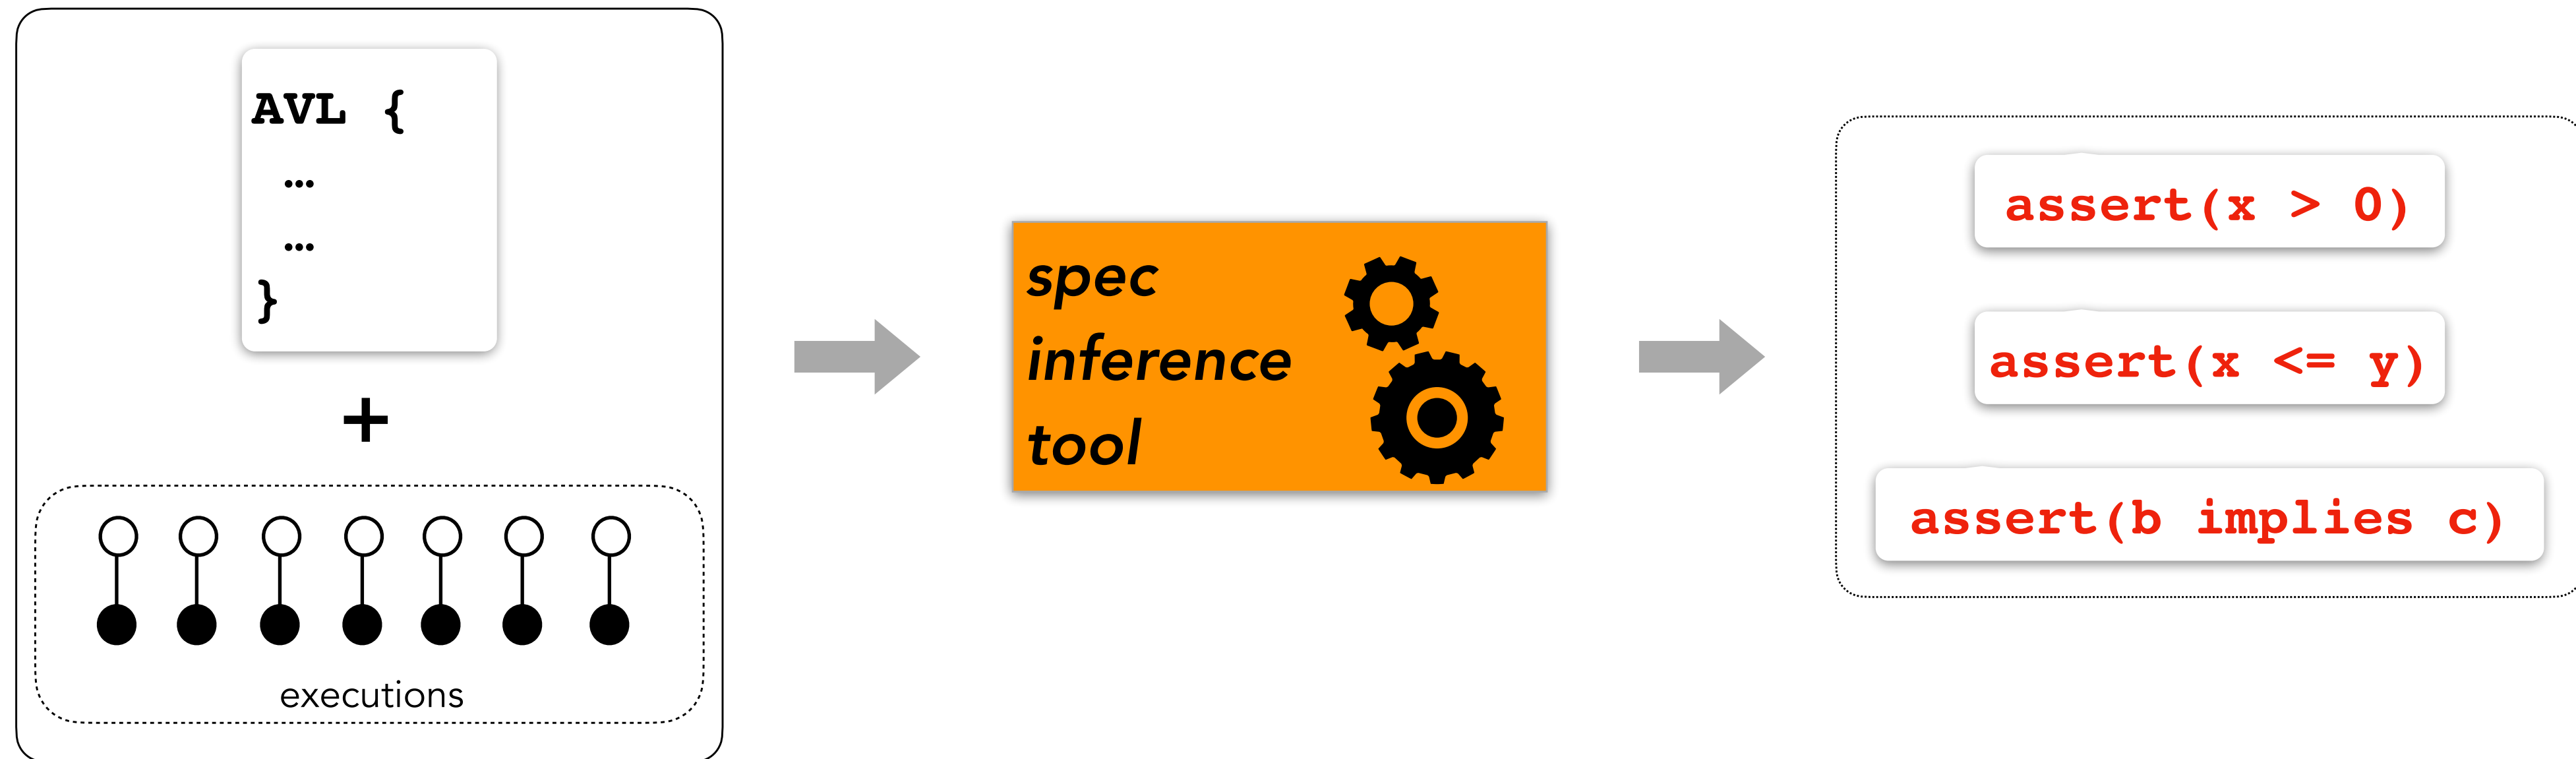 AVL {
…
…
}
+
executions
spec
inference
tool
assert(x > 0)
assert(x <= y)
assert(b implies c)